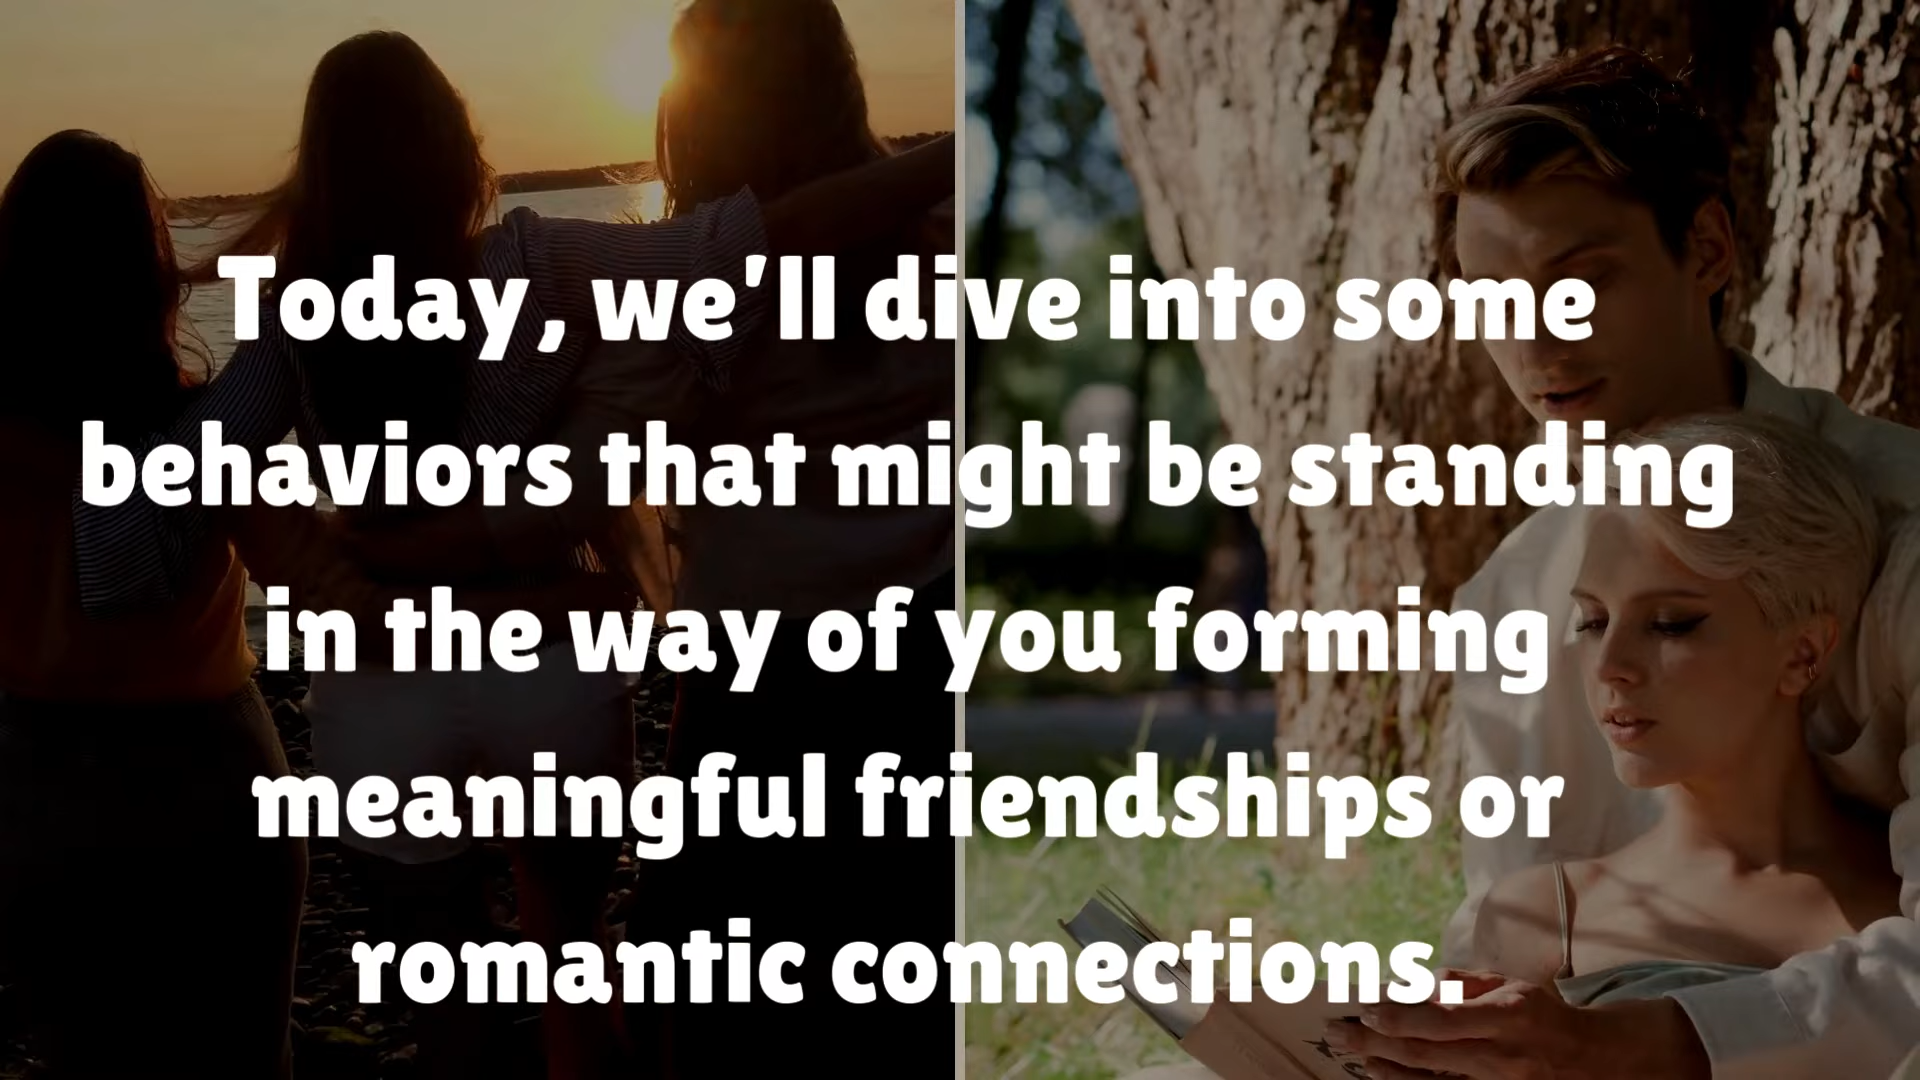 Today, we'll dive into some
behaviors that might be standing
in the way of you forming
meaningful friendships or
romantic connections.